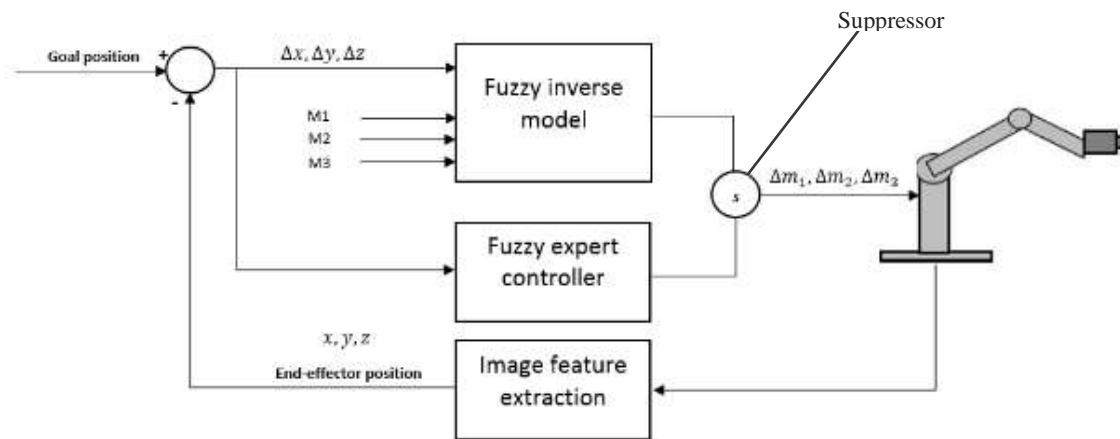 Suppressor
Goal position
+
-
Δx, Δy, Δz
M1
M2
M3
Fuzzy inverse
model
s
Δm₁, Δm₂, Δm₃
Fuzzy expert
controller
x, y, z
End-effector position
Image feature
extraction